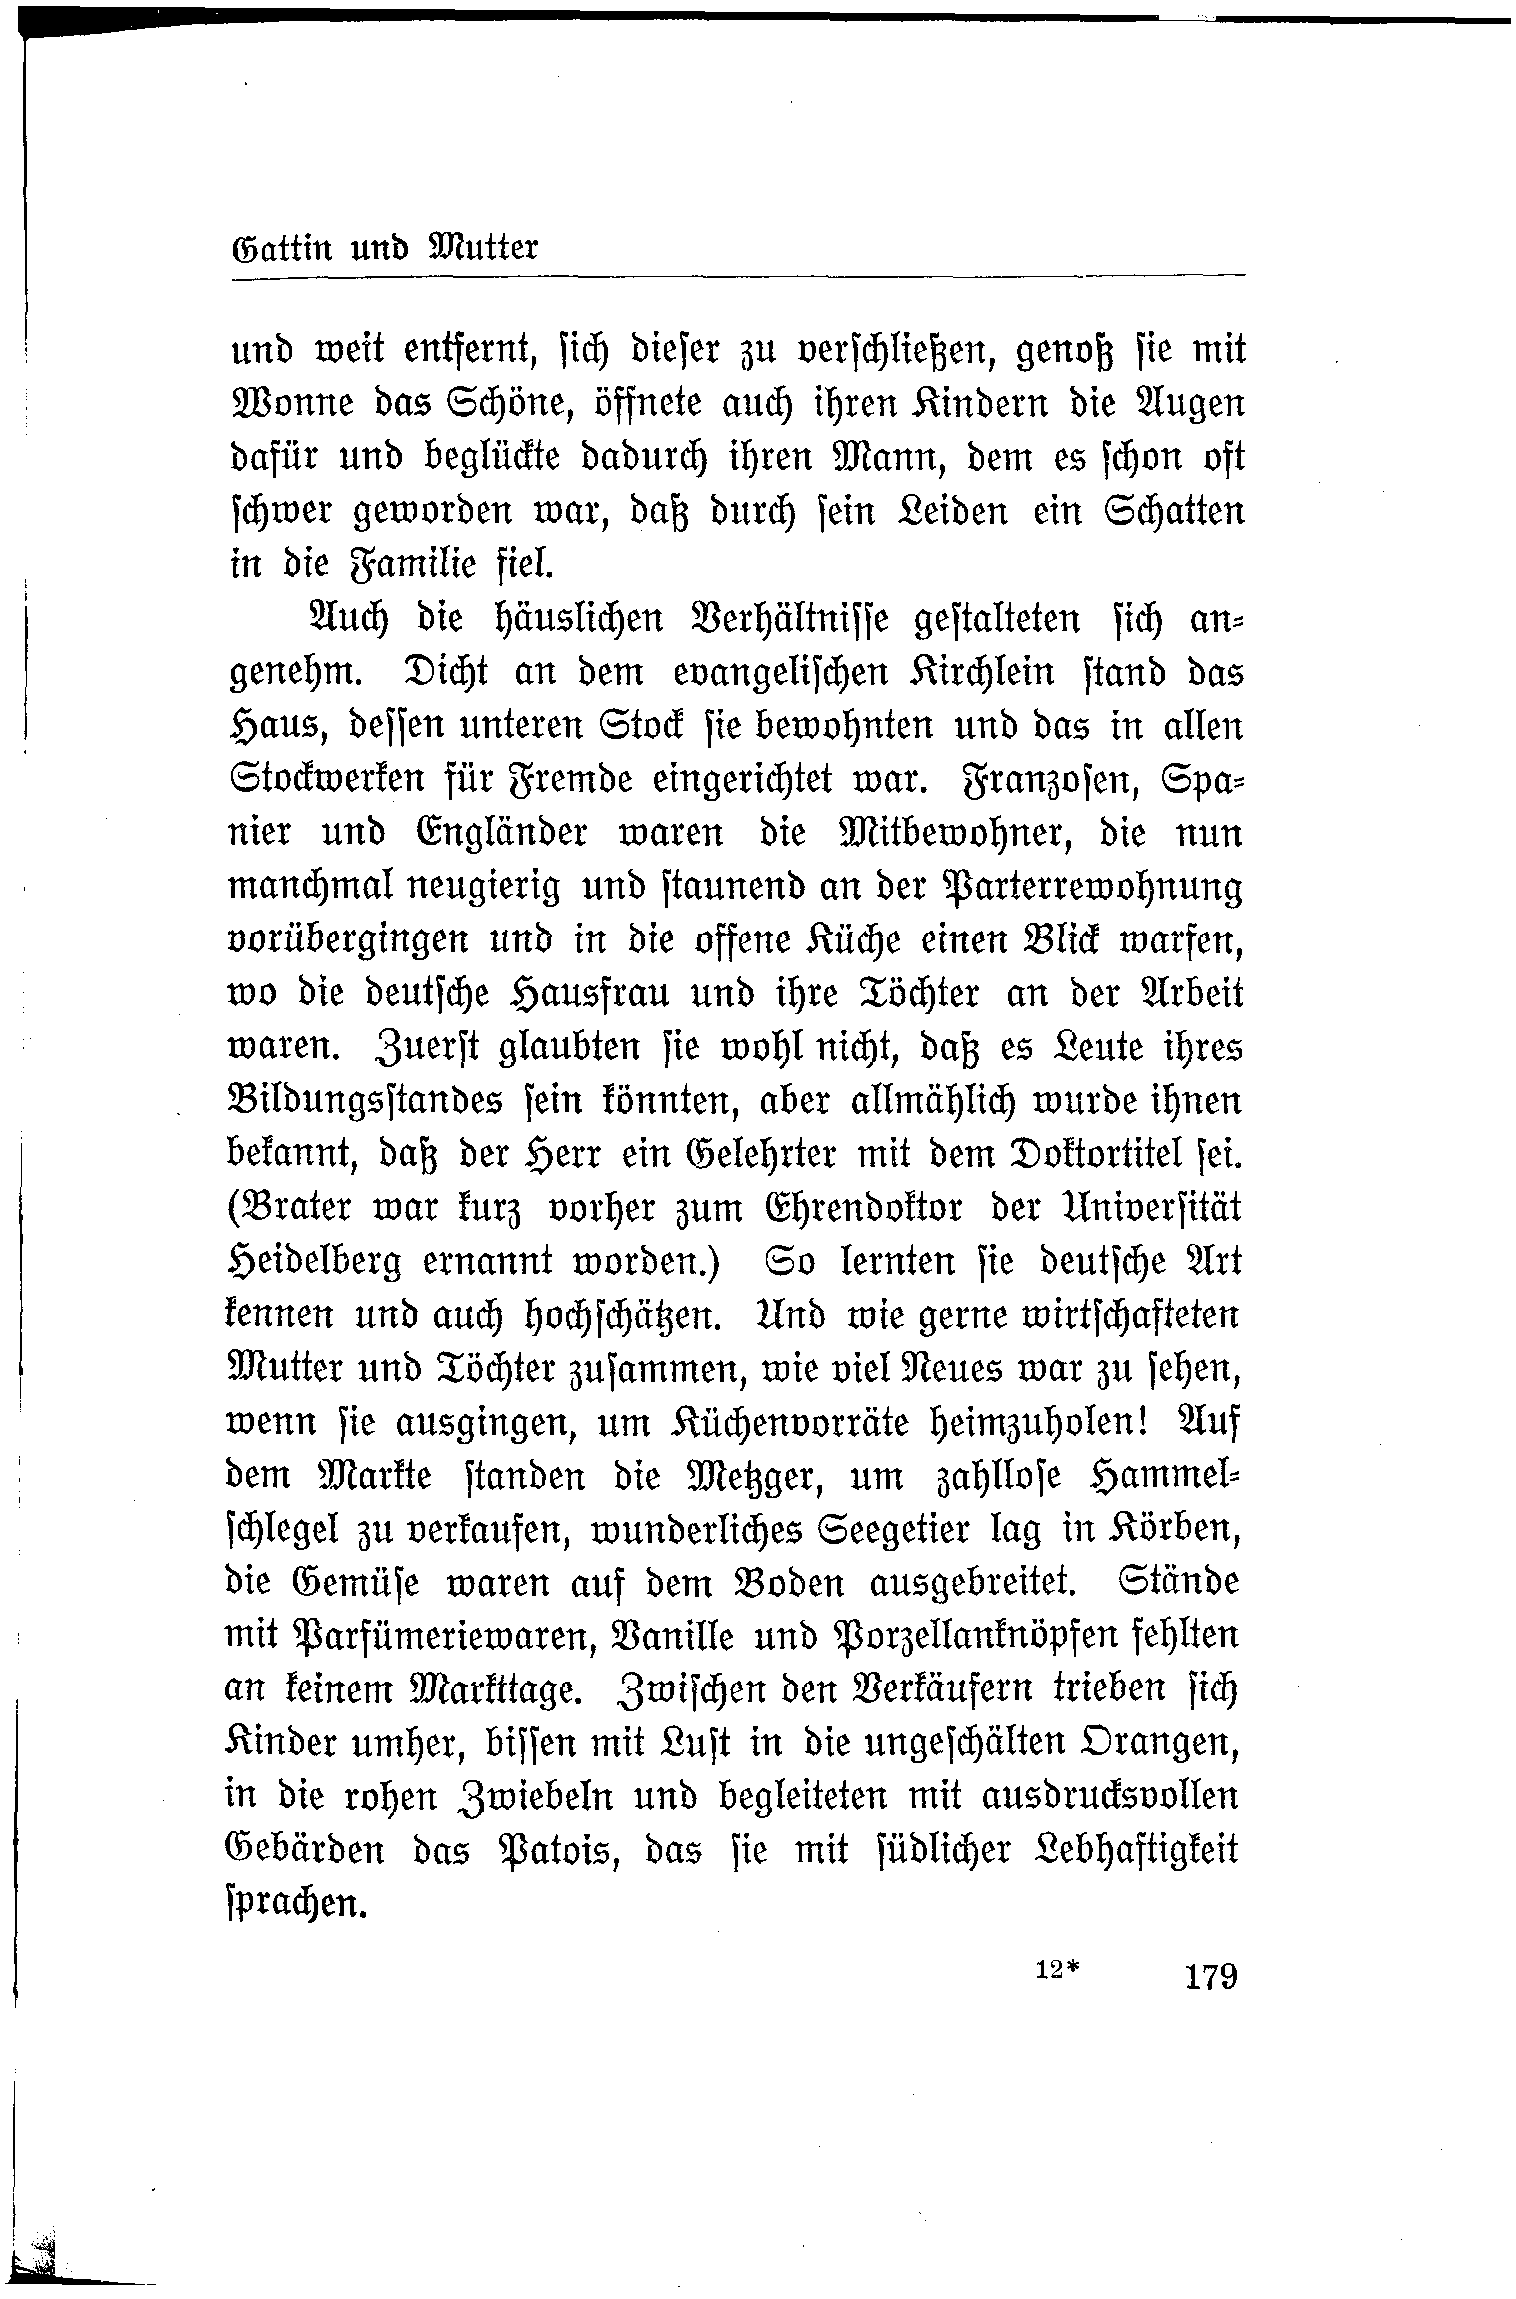 Gattin und Mutter
und weit entfernt, sich dieser zu verschließen, genoß sie mit
Wonne das Schöne, öffnete auch ihren Kindern die Augen
dafür und beglückte dadurch ihren Mann, dem es schon oft
schwer geworden war, daß durch sein Leiden ein Schatten
in die Familie fiel.
Auch die häuslichen Verhältnisse gestalteten sich an-
genehm. Dicht an dem evangelischen Kirchlein stand das
Haus, dessen unteren Stock sie bewohnten und das in allen
Stockwerken für Fremde eingerichtet war. Franzosen, Spa-
nier und Engländer waren die Mitbewohner, die nun
manchmal neugierig und staunend an der Parterrewohnung
vorübergingen und in die offene Küche einen Blick warfen,
wo die deutsche Hausfrau und ihre Töchter an der Arbeit
waren. Zuerst glaubten sie wohl nicht, daß es Leute ihres
Bildungsstandes sein könnten, aber allmählich wurde ihnen
bekannt, daß der Herr ein Gelehrter mit dem Doktortitel sei.
(Brater war kurz vorher zum Ehrendoktor der Universität
Heidelberg ernannt worden.) So lernten sie deutsche Art
kennen und auch hochschätzen. Und wie gerne wirtschafteten
Mutter und Töchter zusammen, wie viel Neues war zu sehen,
wenn sie ausgingen, um Küchenvorräte heimzuholen! Auf
dem Markte standen die Metzger, um zahllose Hammel-
schlegel zu verkaufen, wunderliches Seegetier lag in Körben,
die Gemüse waren auf dem Boden ausgebreitet. Stände
mit Parfümeriewaren, Vanille und Porzellanknöpfen fehlten
an keinem Markttage. Zwischen den Verkäufern trieben sich
Kinder umher, bissen mit Lust in die ungeschälten Orangen,
in die rohen Zwiebeln und begleiteten mit ausdrucksvollen
Gebärden das Patois, das sie mit südlicher Lebhaftigkeit
sprachen.
12* 179